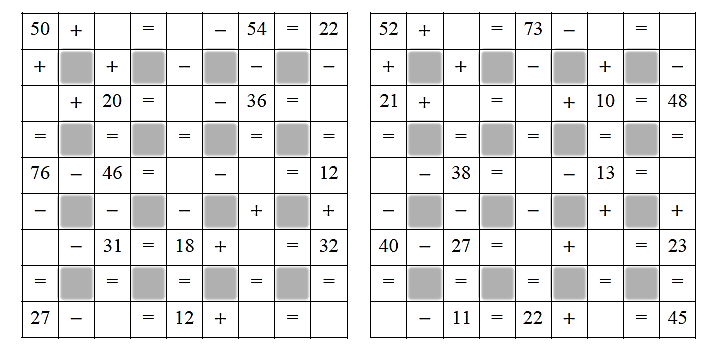 50 + = − 54 = 22 52 + = 73 − =
+ + − − − + + − + −
+ 20 = − 36 = 21 + = + 10 = 48
= = = = = = = = = =
76 − 46 = − = 12 − 38 = − 13 =
− − − + + − − − + +
− 31 = 18 + = 32 40 − 27 = + = 23
= = = = = = = = = =
27 − = 12 + = − 11 = 22 + = 45